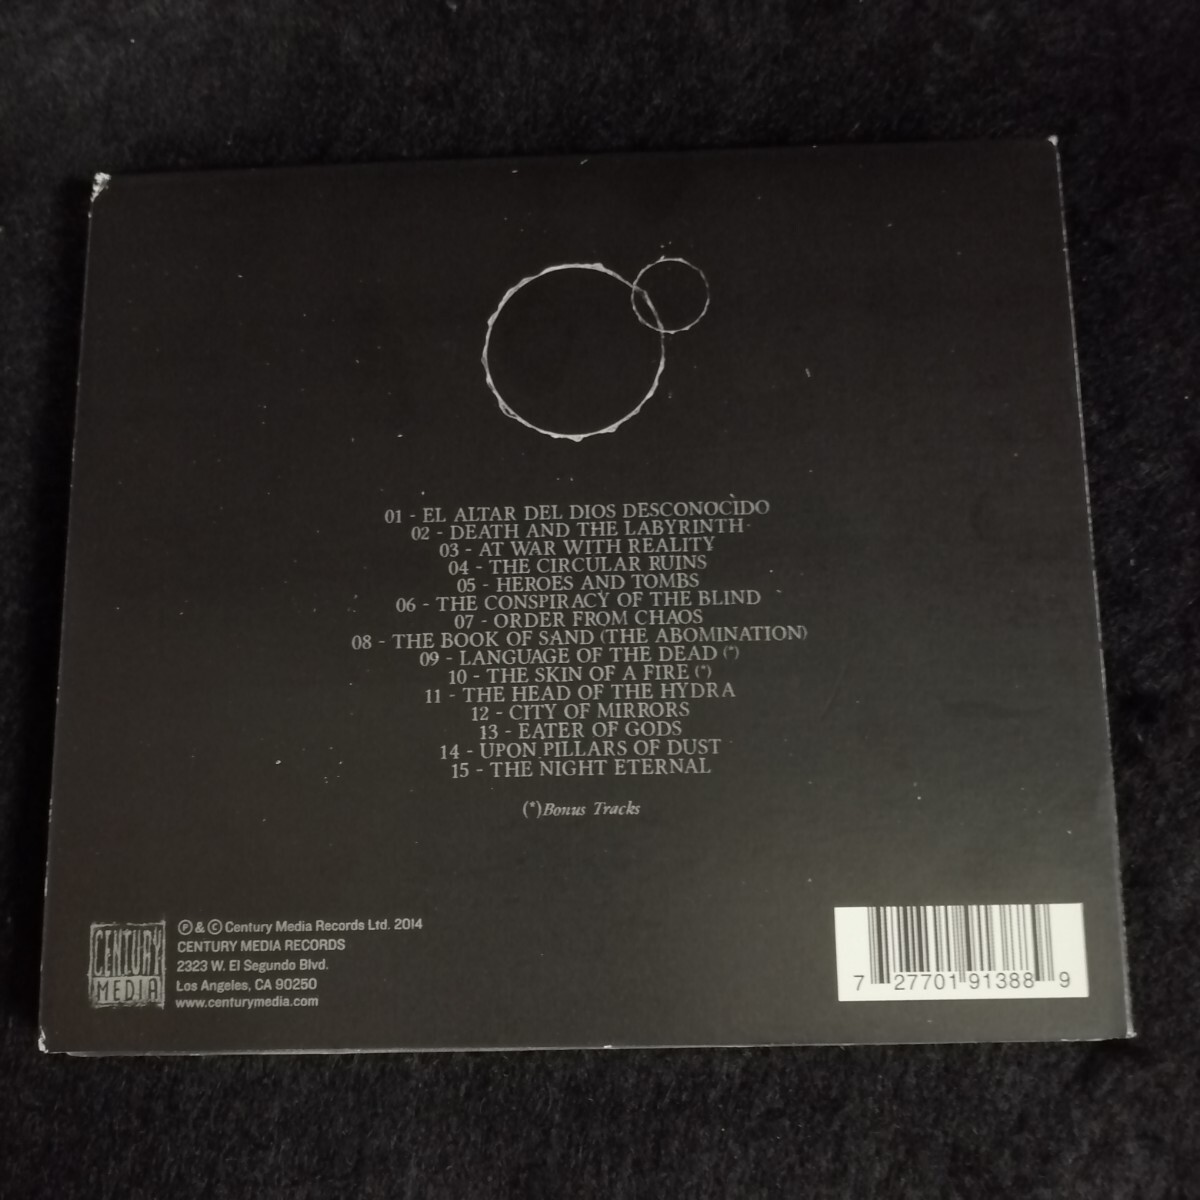 01 - EL ALTAR DEL DIOS DESCONOCIDO
02 - DEATH AND THE LABYRINTH
03 - AT WAR WITH REALITY
04 - THE CIRCULAR RUINS
05 - HEROES AND TOMBS
06 - THE CONSPIRACY OF THE BLIND
07 - ORDER FROM CHAOS
08 - THE BOOK OF SAND (THE ABOMINATION)
09 - LANGUAGE OF THE DEAD (*)
10 - THE SKIN OF A FIRE (*)
11 - THE HEAD OF THE HYDRA
12 - CITY OF MIRRORS
13 - EATER OF GODS
14 - UPON PILLARS OF DUST
15 - THE NIGHT ETERNAL
(*) Bonus Tracks
CENTURY
MEDIA
℗ & © Century Media Records Ltd. 2014
CENTURY MEDIA RECORDS
2323 W. El Segundo Blvd.
Los Angeles, CA 90250
www.centurymedia.com
7 27701 91388 9